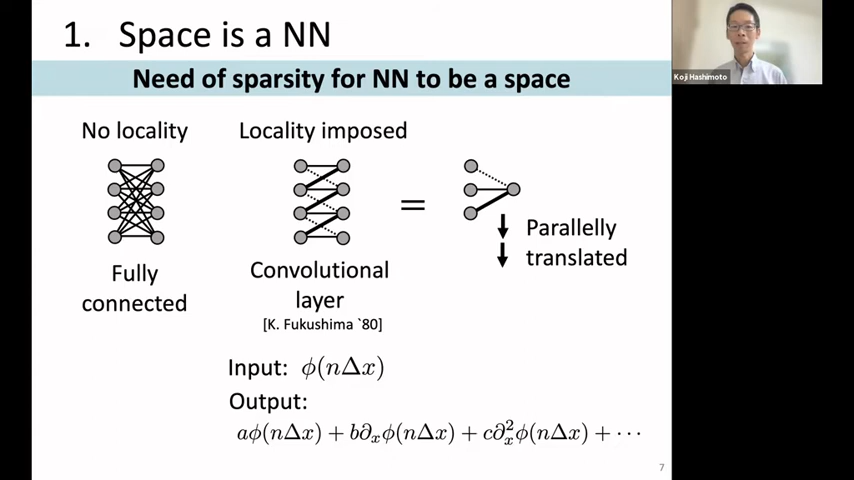 1. Space is a NN
Need of sparsity for NN to be a space
Koji Hashimoto
No locality
Locality imposed
=
Parallelly
translated
Fully
connected
Convolutional
layer
[K. Fukushima `80]
Input: ϕ(nΔx)
Output:
aϕ(nΔx) + b∂ₓϕ(nΔx) + c∂ₓ²ϕ(nΔx) + ⋯
7